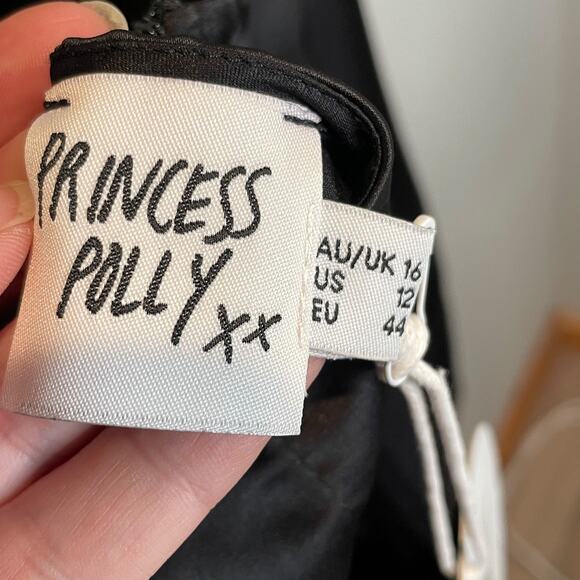 PRINCESS
POLLY
xx
AU/UK 16
US 12
EU 44